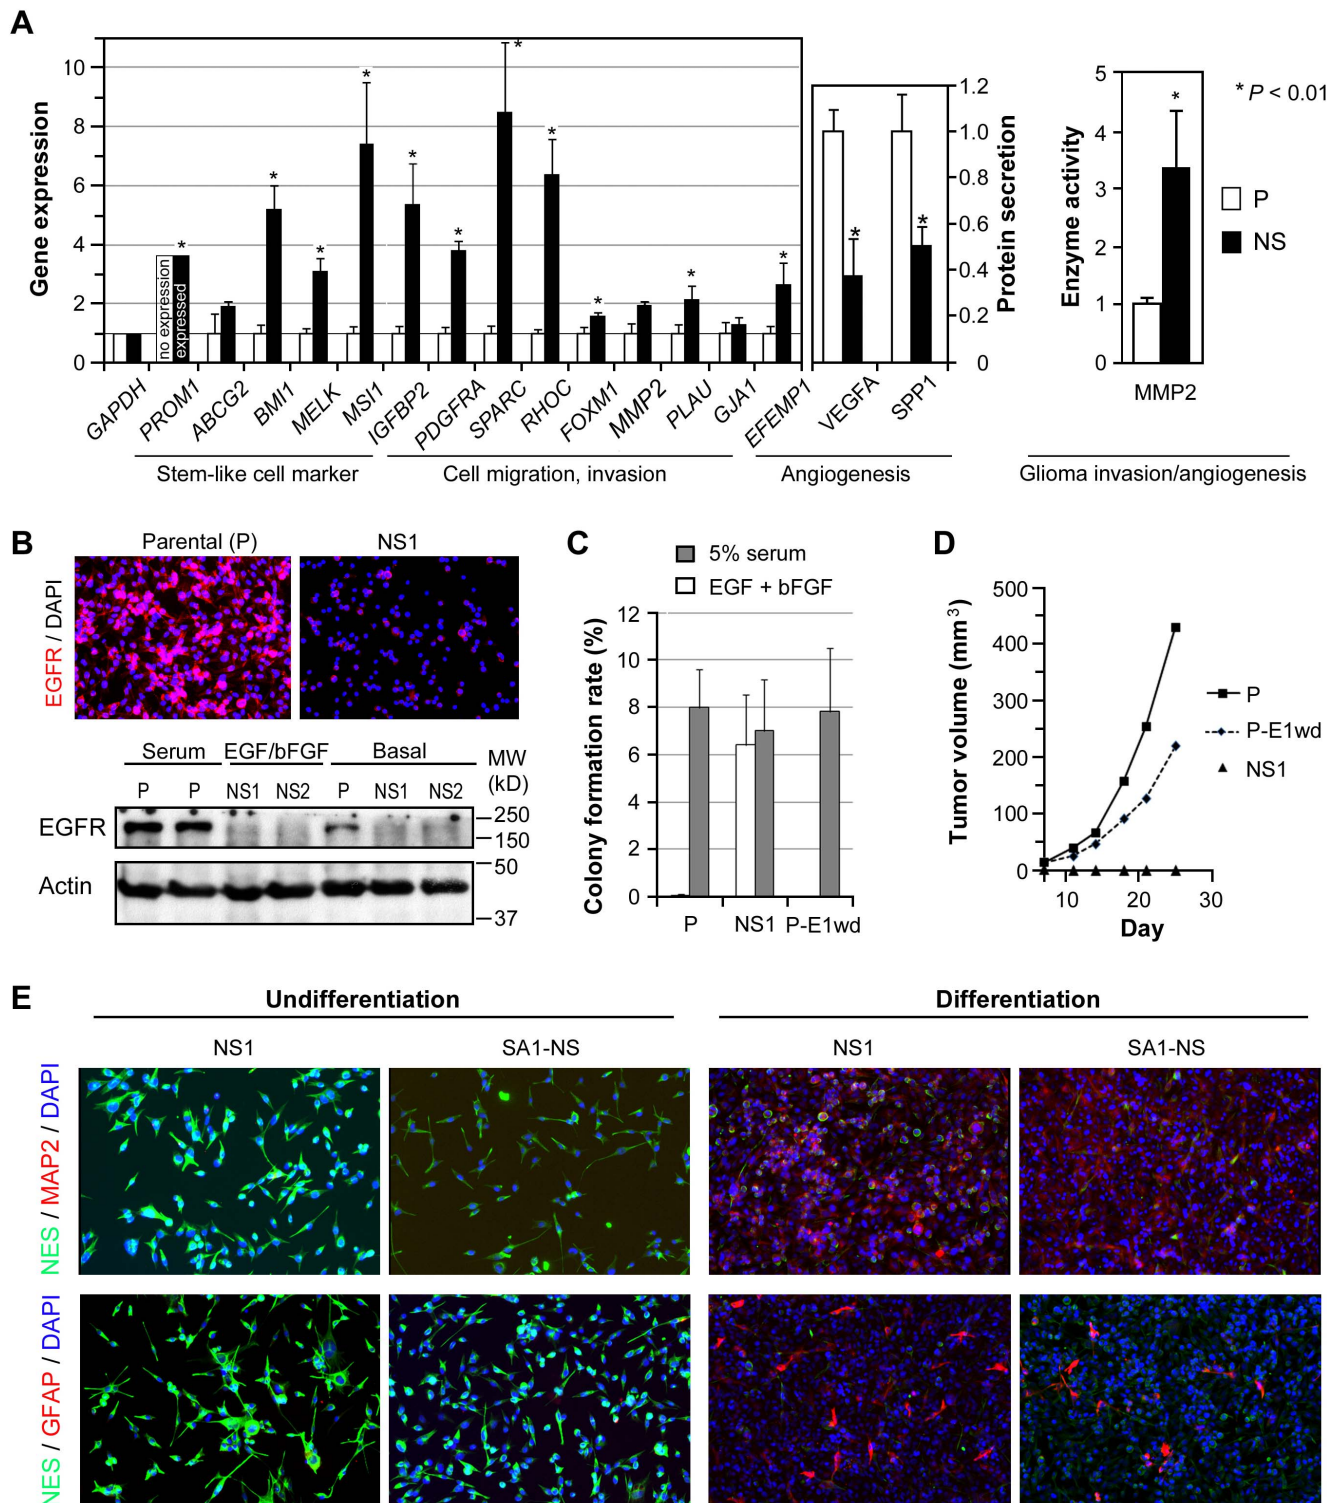 A
Gene expression
10
8
6
4
2
0
no expression
expressed
*
*
*
*
*
*
*
*
*
*
*
GAPDH
PROM1
ABCG2
BMI1
MELK
MSI1
IGFBP2
PDGFRA
SPARC
RHOC
FOXM1
MMP2
PLAU
GJA1
EFEMP1
VEGFA
SPP1
*
*
1.2
1.0
0.8
0.6
0.4
0.2
0
Protein secretion
Enzyme activity
5
4
3
2
1
0
*
MMP2
* P < 0.01
P
NS
Stem-like cell marker
Cell migration, invasion
Angiogenesis
Glioma invasion/angiogenesis
B
Parental (P)
NS1
EGFR / DAPI
Serum EGF/bFGF Basal
MW
(kD)
P P NS1 NS2 P NS1 NS2
EGFR
250
150
Actin
50
37
C
5% serum
EGF + bFGF
Colony formation rate (%)
12
10
8
6
4
2
0
P NS1 P-E1wd
D
Tumor volume (mm3)
500
400
300
200
100
0
10 20 30
Day
P
P-E1wd
NS1
E
Undifferentiation
Differentiation
NS1 SA1-NS NS1 SA1-NS
NES / MAP2 / DAPI
NES / GFAP / DAPI